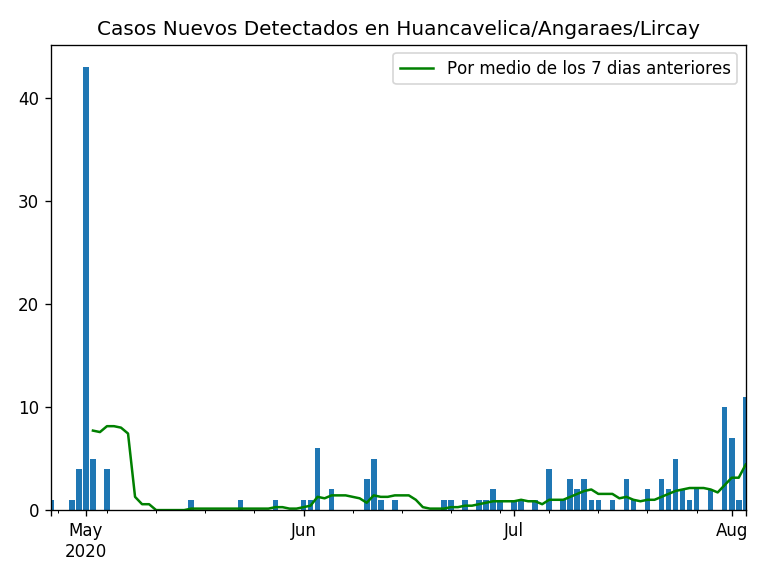 Casos Nuevos Detectados en Huancavelica/Angaraes/Lircay
Por medio de los 7 dias anteriores
40
30
20
10
0
May Jun Jul Aug
2020